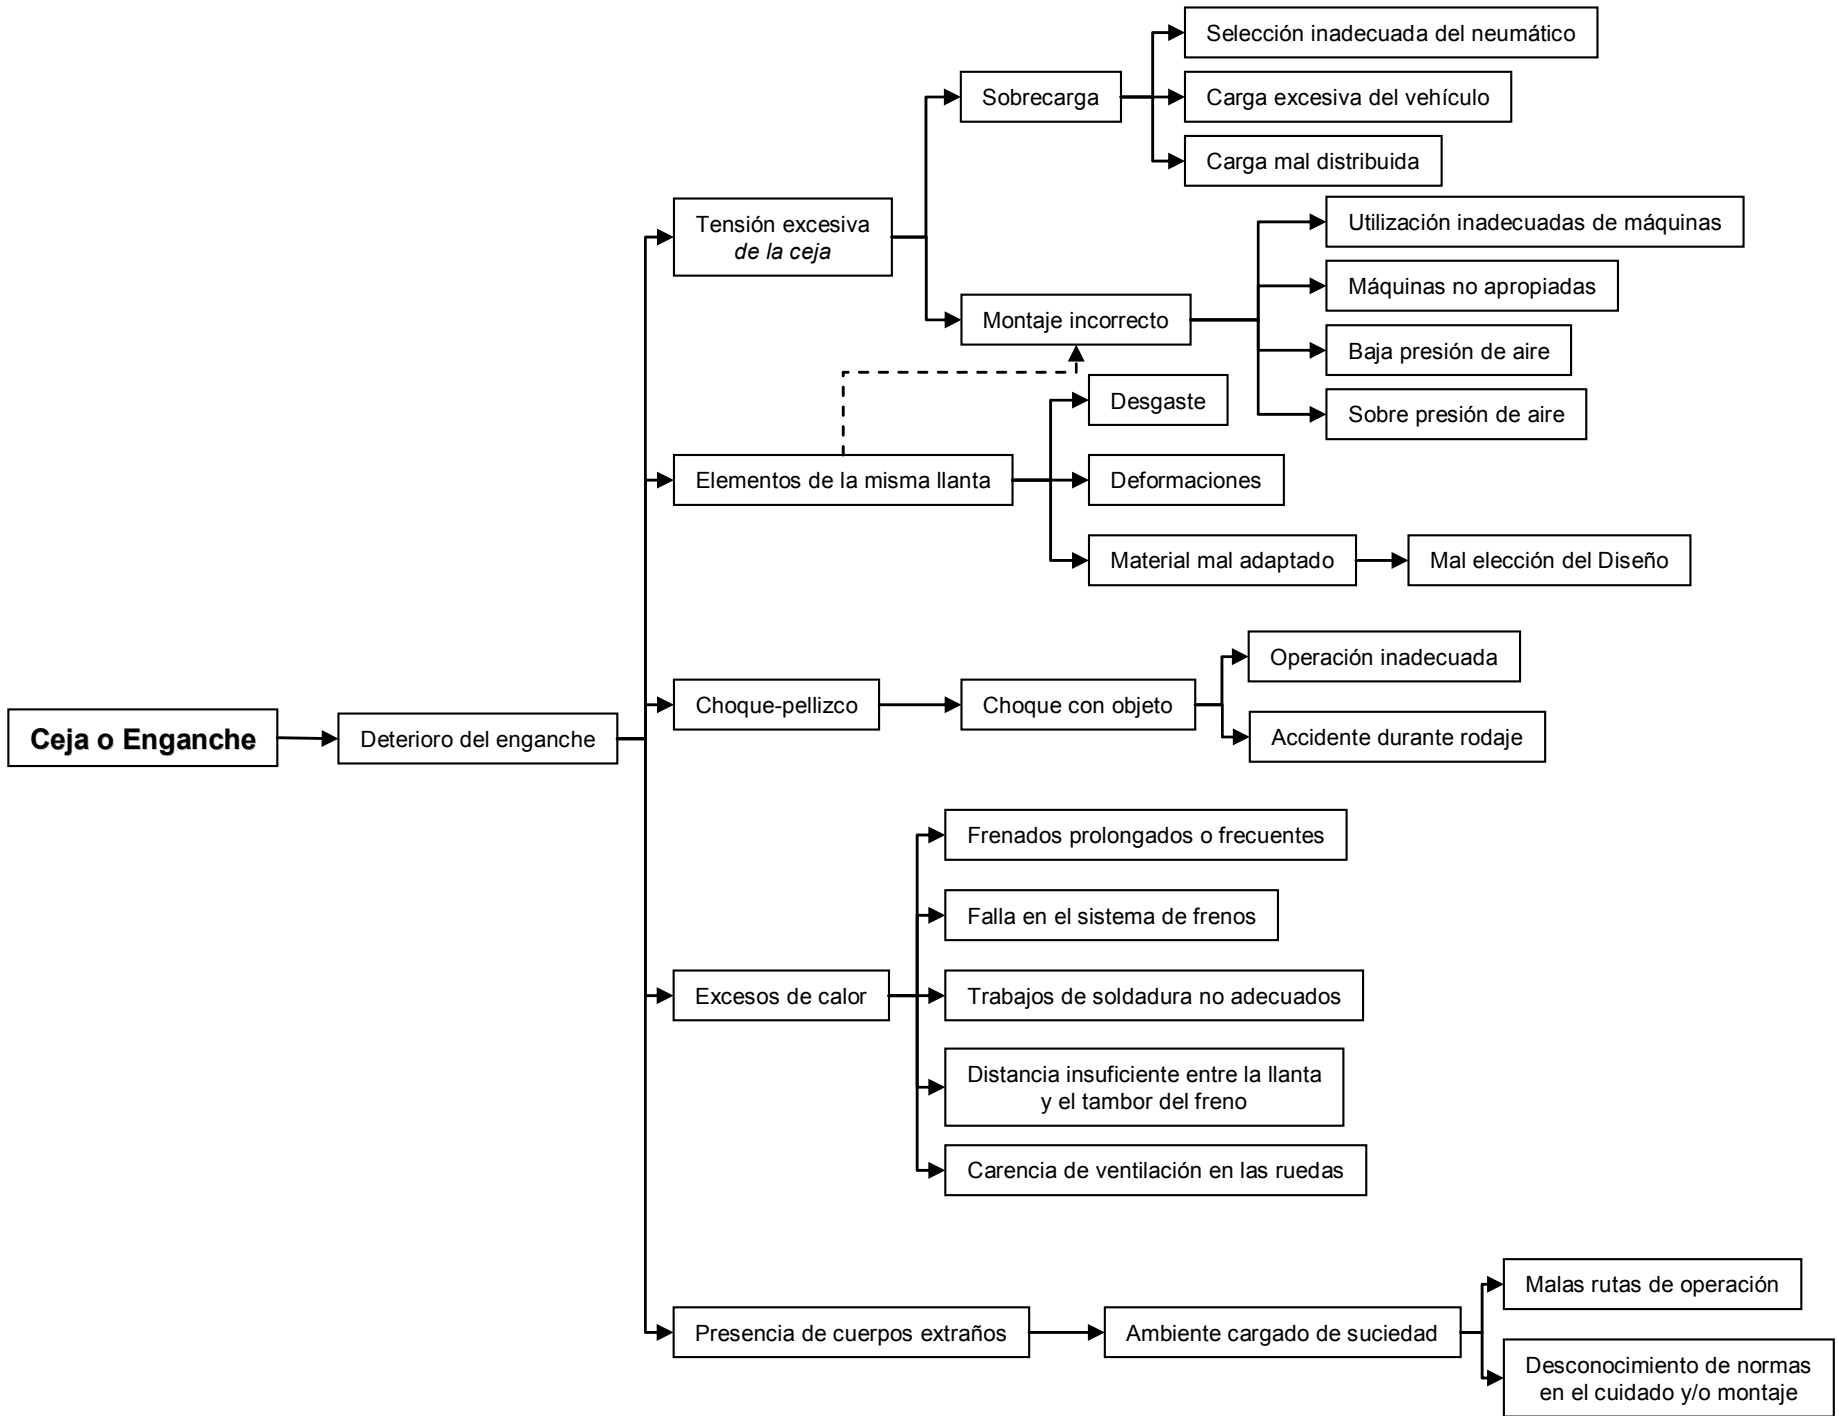 Selección inadecuada del neumático
Sobrecarga
Carga excesiva del vehículo
Carga mal distribuida
Tensión excesiva
de la ceja
Utilización inadecuadas de máquinas
Máquinas no apropiadas
Montaje incorrecto
Baja presión de aire
Sobre presión de aire
Desgaste
Elementos de la misma llanta
Deformaciones
Material mal adaptado
Mal elección del Diseño
Operación inadecuada
Choque-pellizco
Choque con objeto
Accidente durante rodaje
Ceja o Enganche
Deterioro del enganche
Frenados prolongados o frecuentes
Falla en el sistema de frenos
Excesos de calor
Trabajos de soldadura no adecuados
Distancia insuficiente entre la llanta
y el tambor del freno
Carencia de ventilación en las ruedas
Malas rutas de operación
Presencia de cuerpos extraños
Ambiente cargado de suciedad
Desconocimiento de normas
en el cuidado y/o montaje